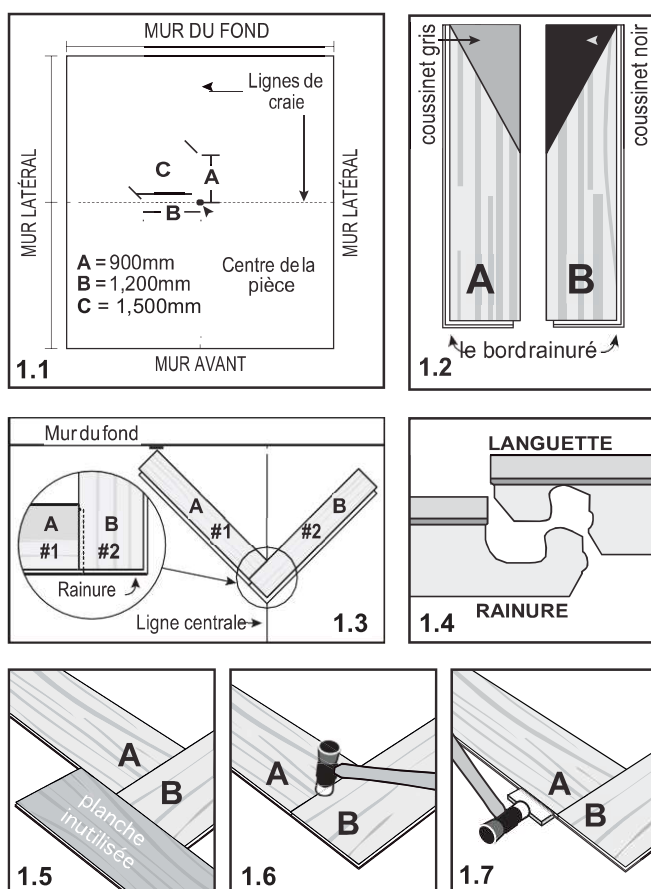 MUR DU FOND
Lignes de
craie
MUR LATÉRAL
C
A
B
MUR LATÉRAL
A = 900mm
B = 1,200mm
C = 1,500mm
Centre de la
pièce
MUR AVANT
1.1
coussinet gris
coussinet noir
A
B
le bord rainuré
1.2
Mur du fond
A
#1
B
#2
A
#1
B
#2
Rainure
Ligne centrale
1.3
LANGUETTE
RAINURE
1.4
A
B
planche
inutilisée
1.5
A
B
1.6
A
B
1.7